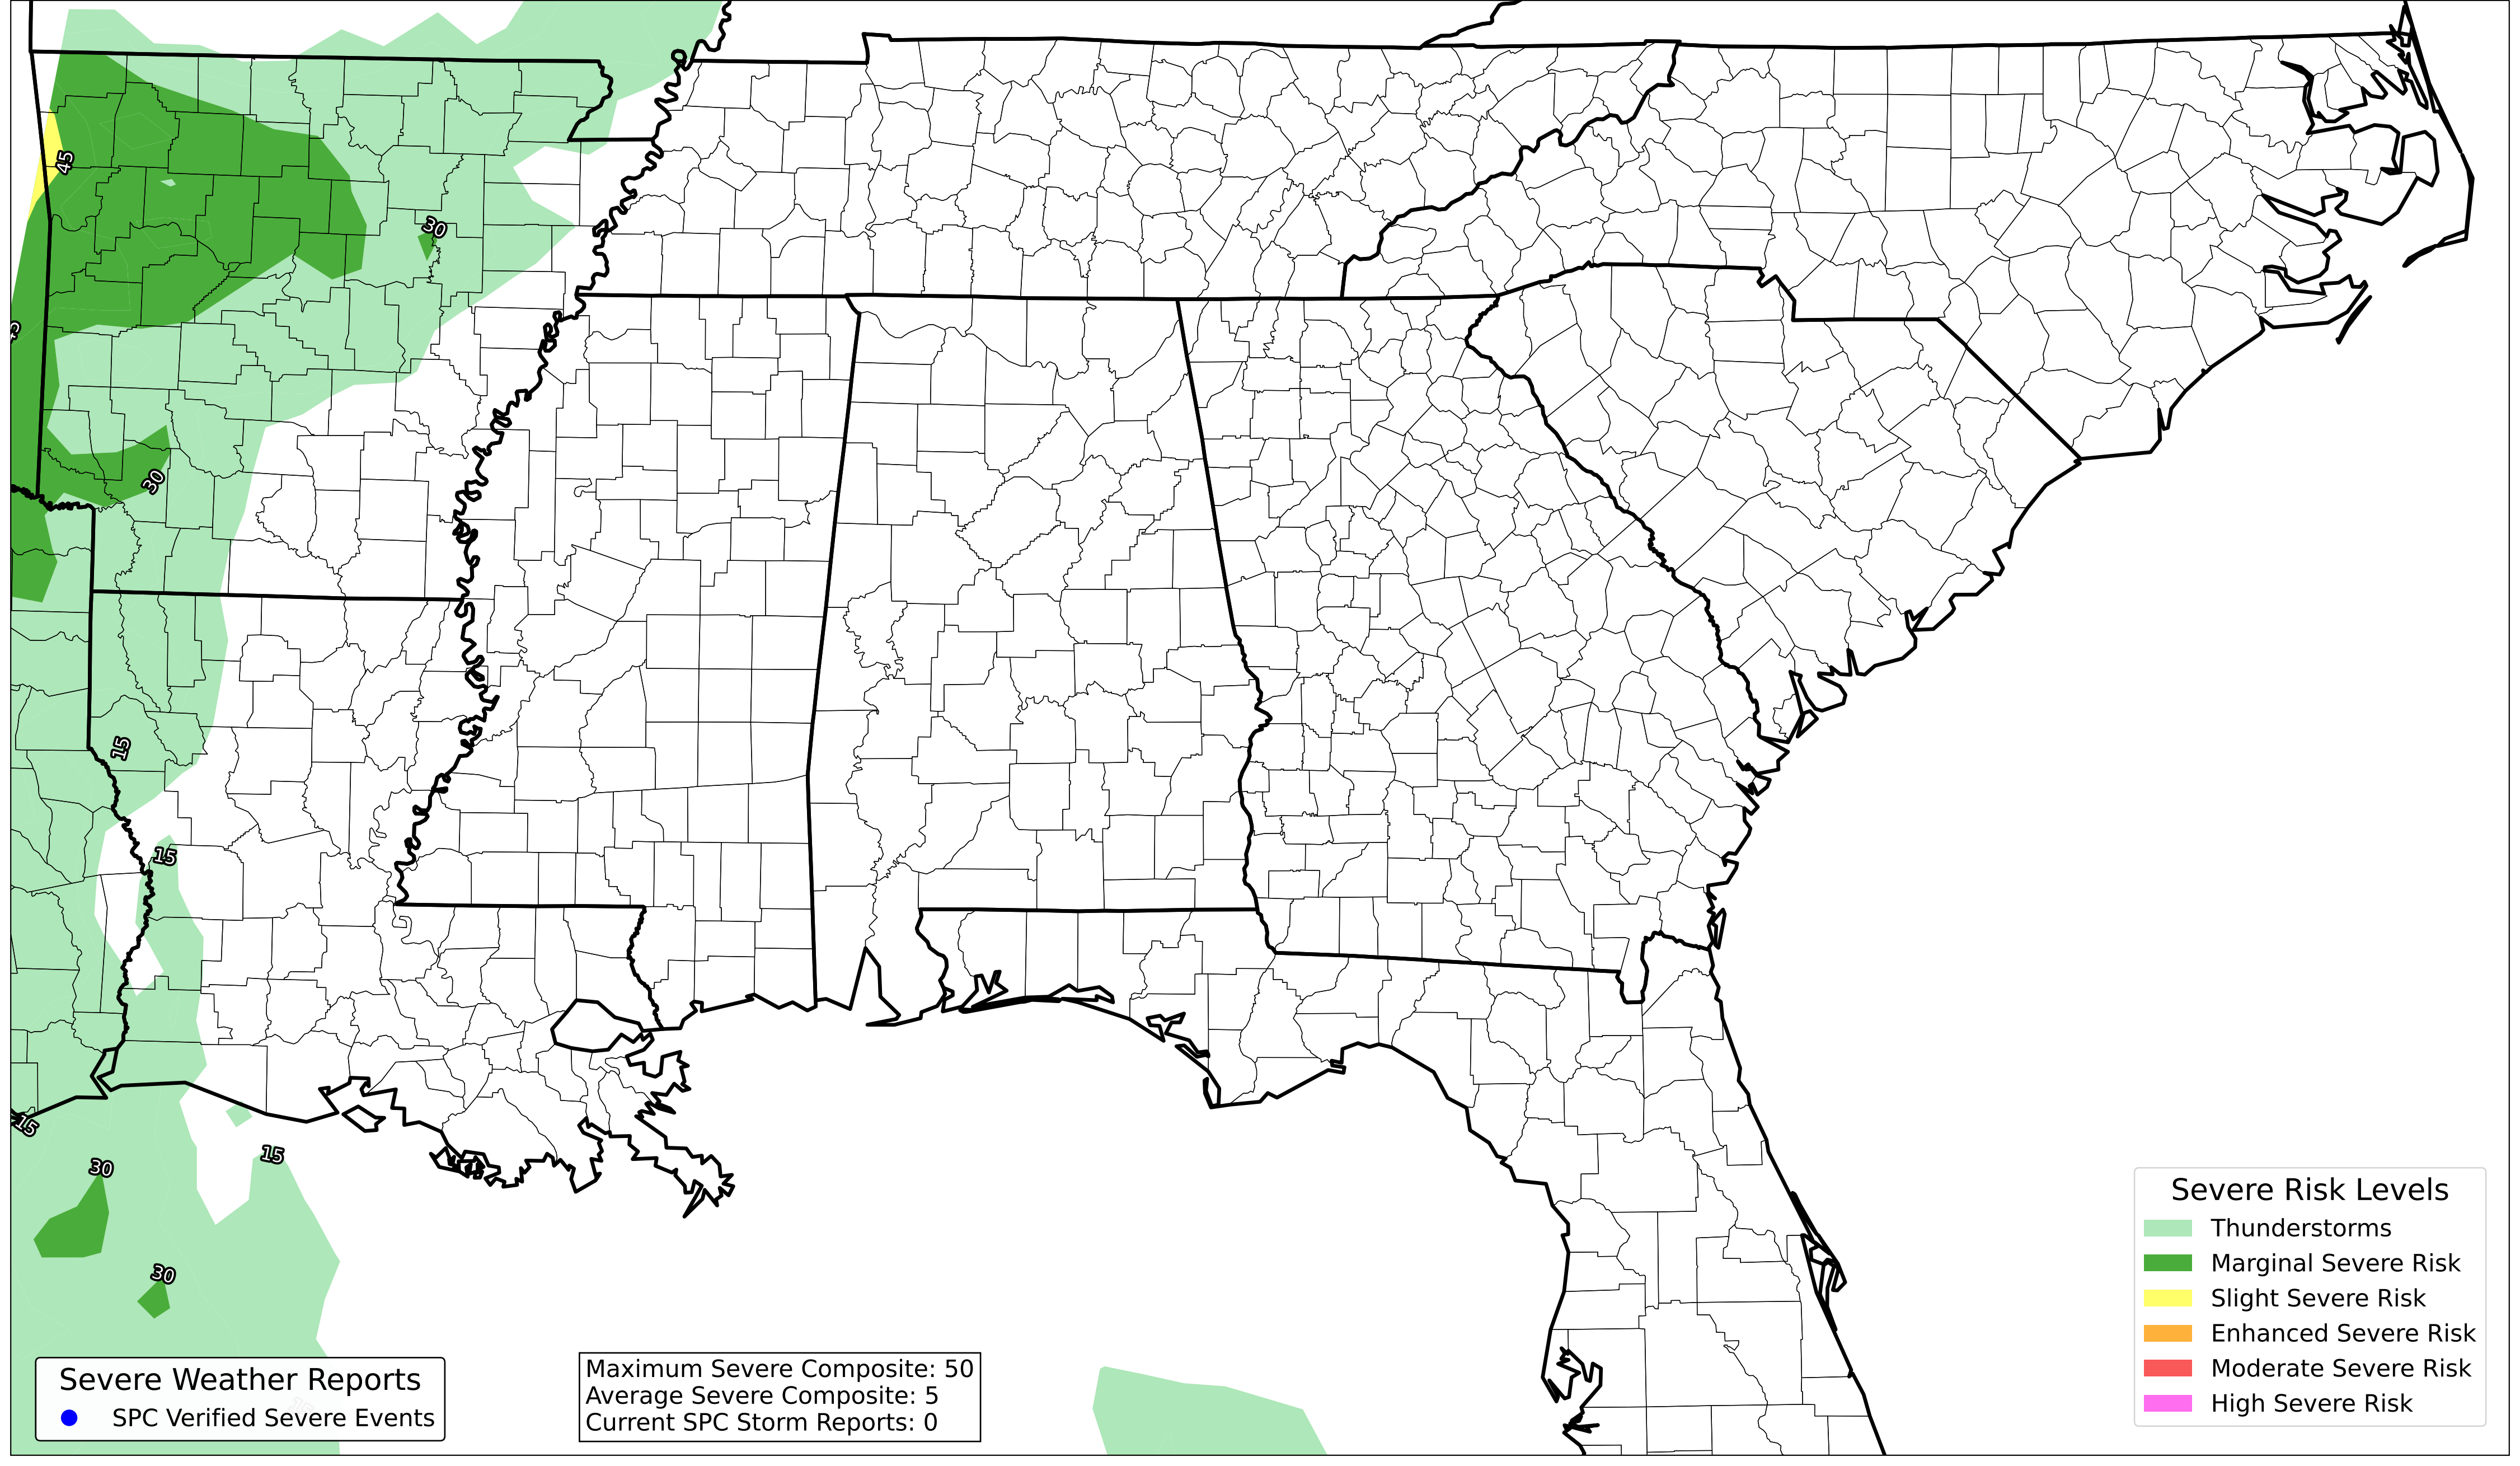 45
30
30
15
15
15
30
15
30
Severe Weather Reports
SPC Verified Severe Events
Maximum Severe Composite: 50
Average Severe Composite: 5
Current SPC Storm Reports: 0
Severe Risk Levels
Thunderstorms
Marginal Severe Risk
Slight Severe Risk
Enhanced Severe Risk
Moderate Severe Risk
High Severe Risk